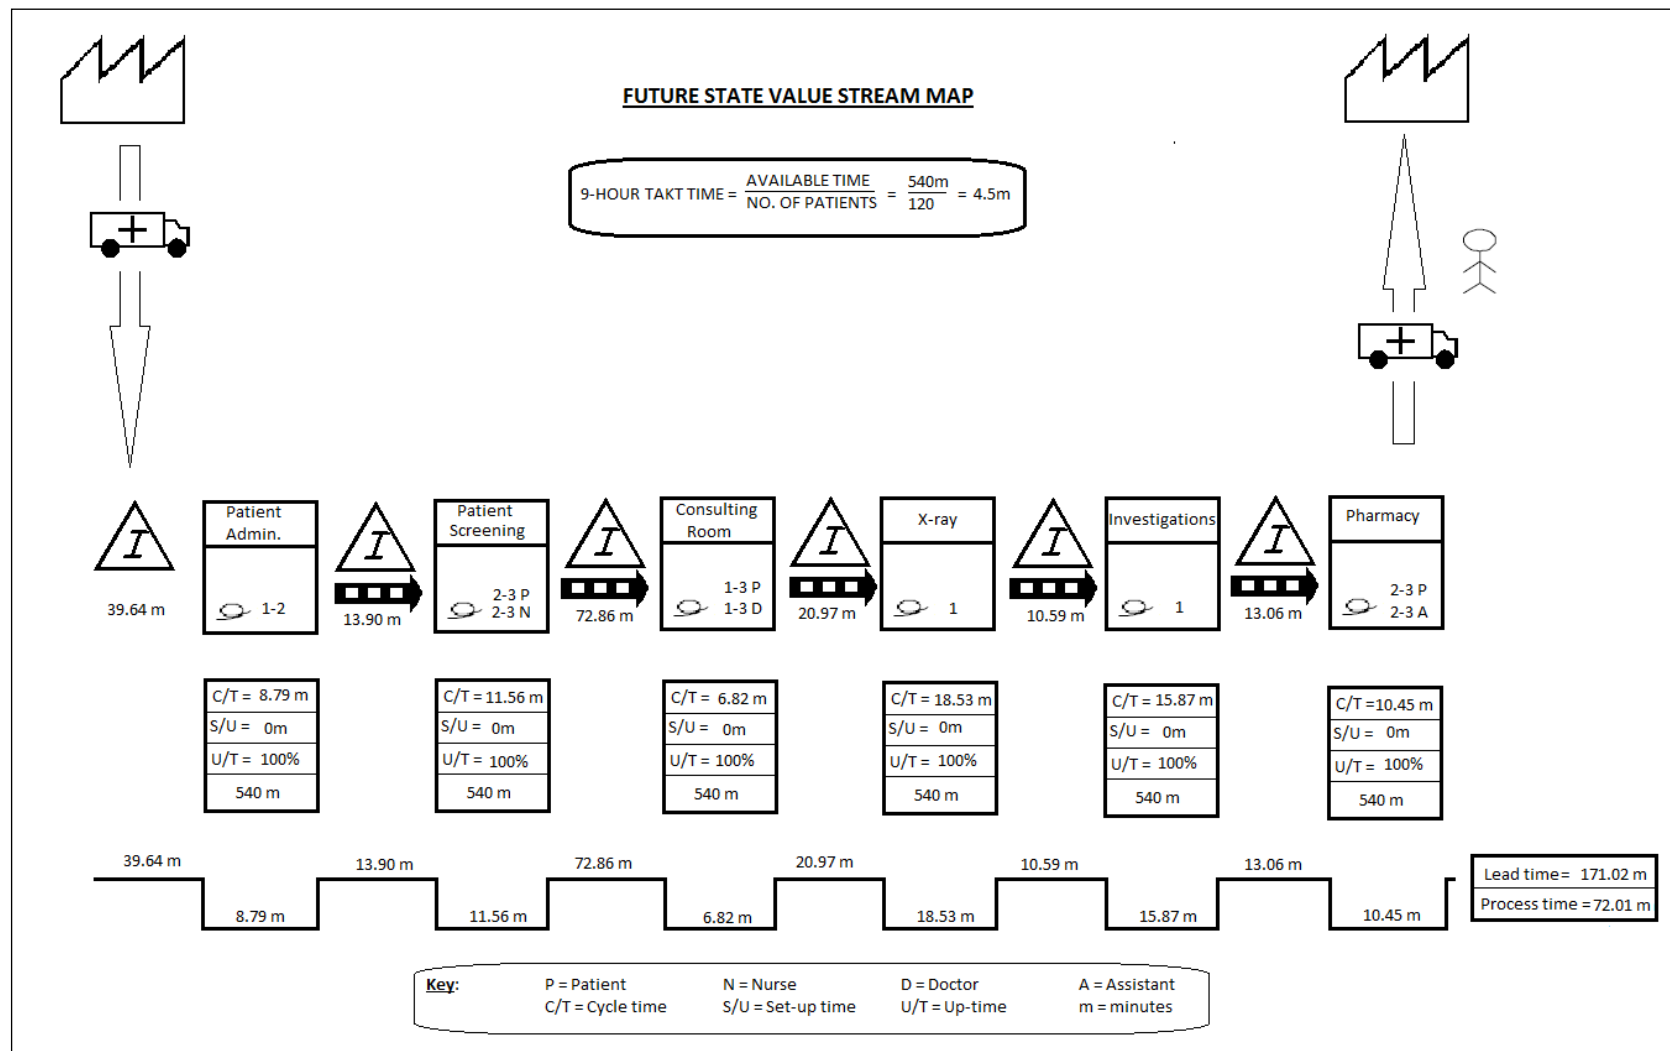 FUTURE STATE VALUE STREAM MAP
9-HOUR TAKT TIME = AVAILABLE TIME / NO. OF PATIENTS = 540m / 120 = 4.5m
I
39.64 m
Patient
Admin.
1-2
I
13.90 m
Patient
Screening
2-3 P
2-3 N
I
72.86 m
Consulting
Room
1-3 P
1-3 D
I
20.97 m
X-ray
1
I
10.59 m
Investigations
1
I
13.06 m
Pharmacy
2-3 P
2-3 A
C/T = 8.79 m
S/U = 0m
U/T = 100%
540 m
C/T = 11.56 m
S/U = 0m
U/T = 100%
540 m
C/T = 6.82 m
S/U = 0m
U/T = 100%
540 m
C/T = 18.53 m
S/U = 0m
U/T = 100%
540 m
C/T = 15.87 m
S/U = 0m
U/T = 100%
540 m
C/T =10.45 m
S/U = 0m
U/T = 100%
540 m
39.64 m
8.79 m
13.90 m
11.56 m
72.86 m
6.82 m
20.97 m
18.53 m
10.59 m
15.87 m
13.06 m
10.45 m
Lead time= 171.02 m
Process time =72.01 m
Key: P = Patient N = Nurse D = Doctor A = Assistant
C/T = Cycle time S/U = Set-up time U/T = Up-time m = minutes